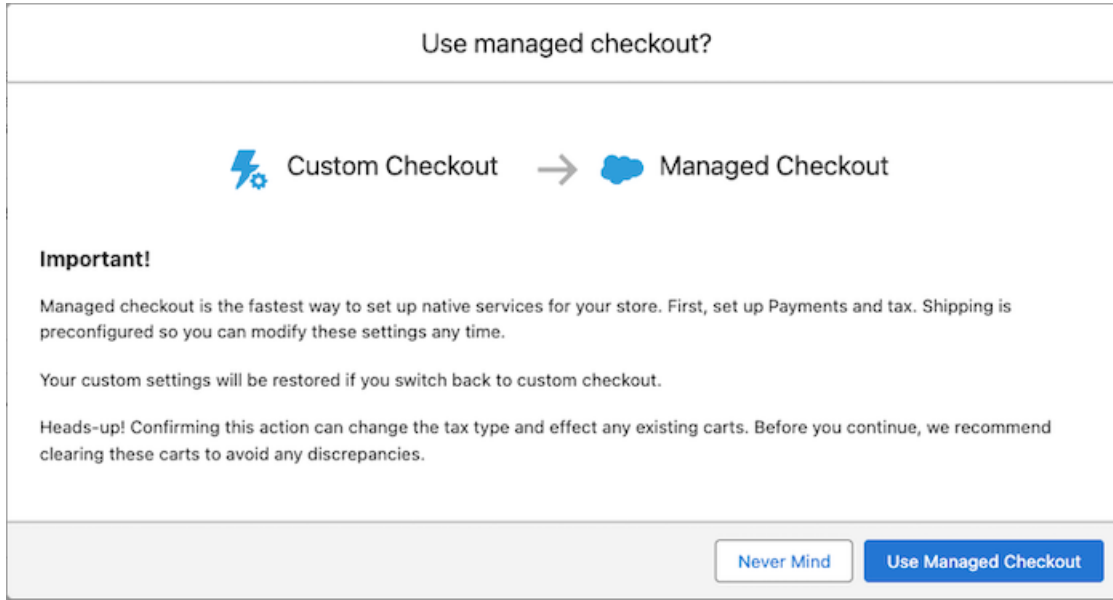 Use managed checkout?
Custom Checkout
Managed Checkout
Important!
Managed checkout is the fastest way to set up native services for your store. First, set up Payments and tax. Shipping is
preconfigured so you can modify these settings any time.
Your custom settings will be restored if you switch back to custom checkout.
Heads-up! Confirming this action can change the tax type and effect any existing carts. Before you continue, we recommend
clearing these carts to avoid any discrepancies.
Never Mind
Use Managed Checkout